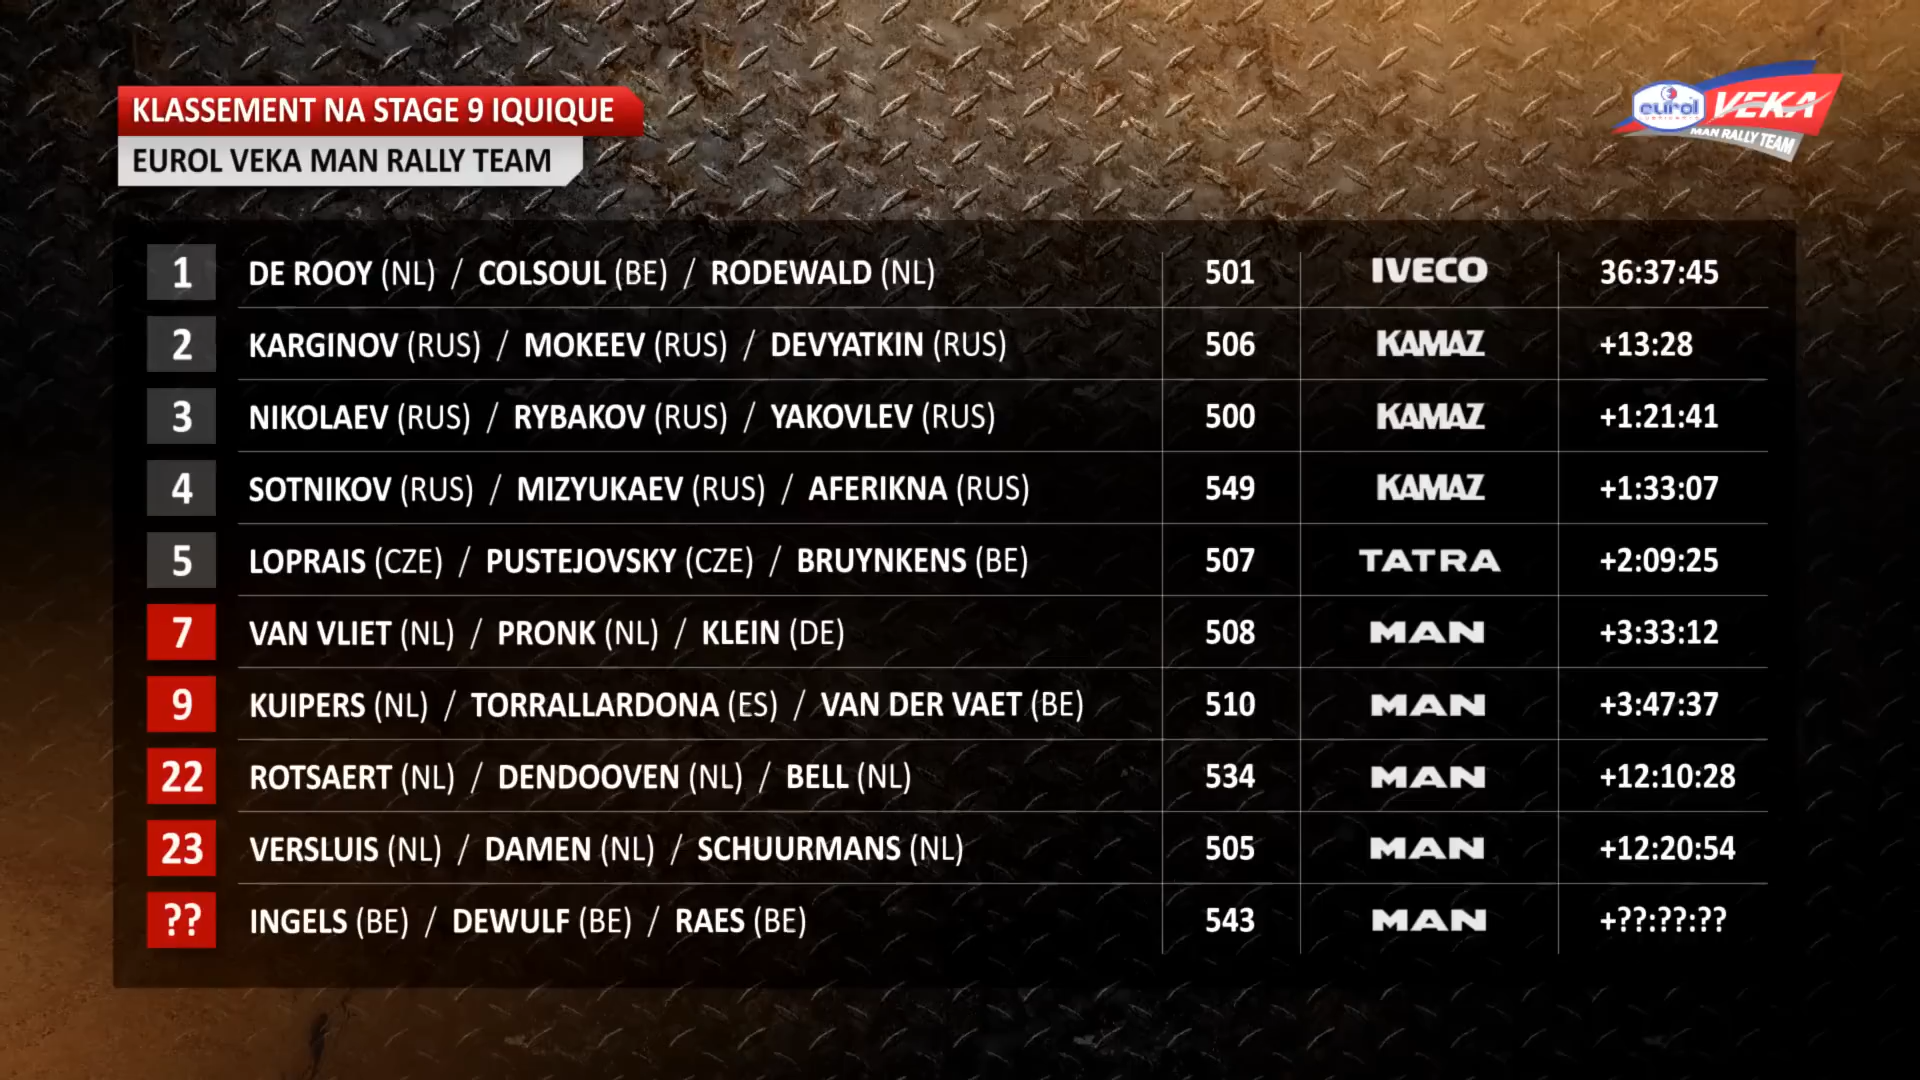 KLASSEMENT NA STAGE 9 IQUIQUE
EUROL VEKA MAN RALLY TEAM
eurol VEKA
MAN RALLY TEAM
1 DE ROOY (NL) / COLSOUL (BE) / RODEWALD (NL) 501 IVECO 36:37:45
2 KARGINOV (RUS) / MOKEEV (RUS) / DEVYATKIN (RUS) 506 KAMAZ +13:28
3 NIKOLAEV (RUS) / RYBAKOV (RUS) / YAKOVLEV (RUS) 500 KAMAZ +1:21:41
4 SOTNIKOV (RUS) / MIZYUKAEV (RUS) / AFERIKNA (RUS) 549 KAMAZ +1:33:07
5 LOPRAIS (CZE) / PUSTEJOVSKY (CZE) / BRUYNKENS (BE) 507 TATRA +2:09:25
7 VAN VLIET (NL) / PRONK (NL) / KLEIN (DE) 508 MAN +3:33:12
9 KUIPERS (NL) / TORRALLARDONA (ES) / VAN DER VAET (BE) 510 MAN +3:47:37
22 ROTSAERT (NL) / DENDOOVEN (NL) / BELL (NL) 534 MAN +12:10:28
23 VERSLUIS (NL) / DAMEN (NL) / SCHUURMANS (NL) 505 MAN +12:20:54
?? INGELS (BE) / DEWULF (BE) / RAES (BE) 543 MAN +??:??:??